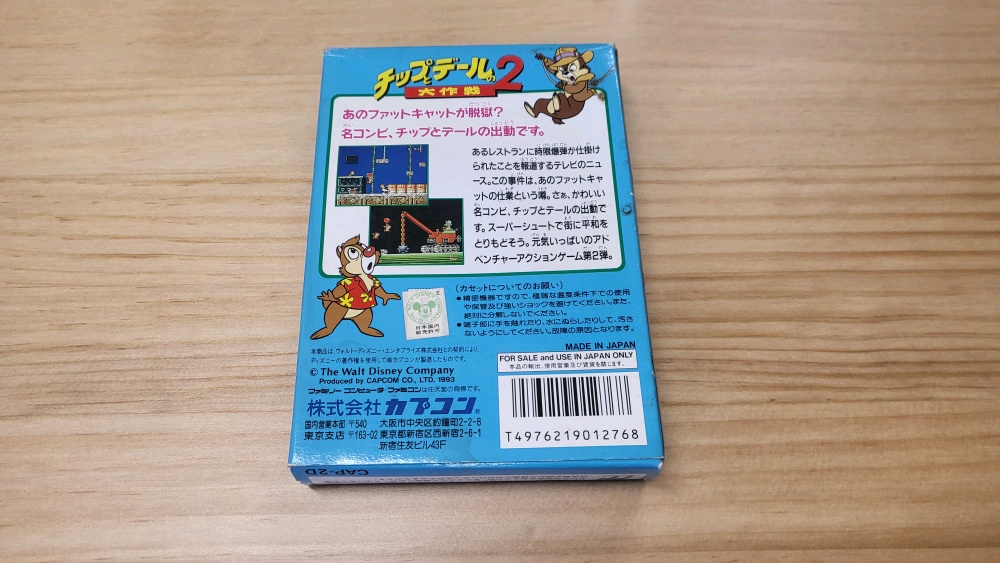 チップとデールの大作戦2
あのファットキャットが脱獄?
名コンビ、チップとデールの出動です。
あるレストランに時限爆弾が仕掛け
られたことを報道するテレビのニュ
ース。この事件は、あのファットキャ
ットの仕業という噂。さぁ、かわいい
名コンビ、チップとデールの出動で
す。スーパーシュートで街に平和を
とりもどそう。元気いっぱいのアド
ベンチャーアクションゲーム第2弾。
(カセットについてのお願い)
●精密機器ですので、極端な温度条件下での使用
や保管及び強いショックを避けてください。また、
絶対に分解しないでください。
●端子部に手を触れたり、水にぬらしたりして、汚さ
ないようにしてください。故障の原因となります。
日本国内
販売許可
本商品は、ウォルト・ディズニー・エンタプライズ株式会社との契約により、
ディズニーの著作権を使用して㈱カプコンが製造したものです。
© The Walt Disney Company
Produced by CAPCOM CO., LTD. 1993
ファミリーコンピュータ・ファミコンは任天堂の商標です。
株式会社カプコン®
国内営業本部 〒540 大阪市中央区釣鐘町2-2-8
東京支店 〒163-02 東京都新宿区西新宿2-6-1
新宿住友ビル43F
MADE IN JAPAN
FOR SALE and USE IN JAPAN ONLY
本品の輸出、使用営業及び賃貸を禁じます。
T4976219012768
CAP-2D